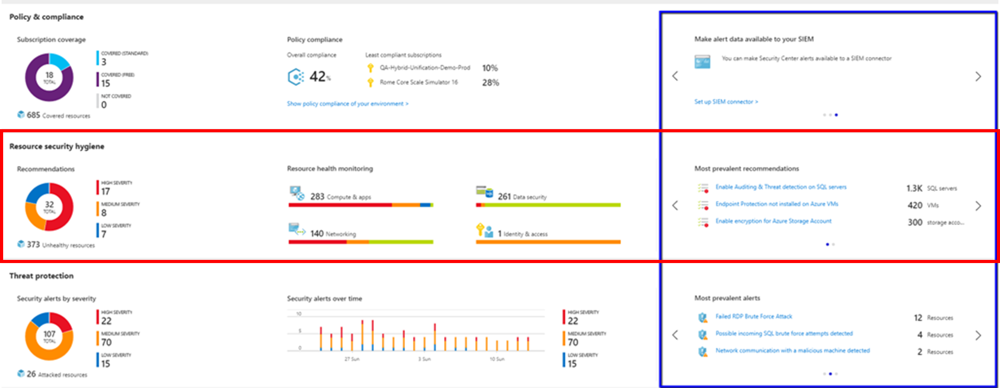 Policy & compliance
Subscription coverage
18
TOTAL
COVERED (STANDARD)
3
COVERED (FREE)
15
NOT COVERED
0
685 Covered resources
Policy compliance
Overall compliance
42%
Least compliant subscriptions
QA-Hybrid-Unification-Demo-Prod 10%
Rome Core Scale Simulator 16 28%
Show policy compliance of your environment >
Make alert data available to your SIEM
You can make Security Center alerts available to a SIEM connector
Set up SIEM connector >
Resource security hygiene
Recommendations
32
TOTAL
HIGH SEVERITY
17
MEDIUM SEVERITY
8
LOW SEVERITY
7
373 Unhealthy resources
Resource health monitoring
283 Compute & apps
261 Data security
140 Networking
1 Identity & access
Most prevalent recommendations
Enable Auditing & Threat detection on SQL servers 1.3K SQL servers
Endpoint Protection not installed on Azure VMs 420 VMs
Enable encryption for Azure Storage Account 300 storage acco...
Threat protection
Security alerts by severity
107
TOTAL
HIGH SEVERITY
22
MEDIUM SEVERITY
70
LOW SEVERITY
15
26 Attacked resources
Security alerts over time
10
5
0
27 Sun 3 Sun 10 Sun
HIGH SEVERITY
22
MEDIUM SEVERITY
70
LOW SEVERITY
15
Most prevalent alerts
Failed RDP Brute Force Attack 12 Resources
Possible incoming SQL brute force attempts detected 4 Resources
Network communication with a malicious machine detected 2 Resources